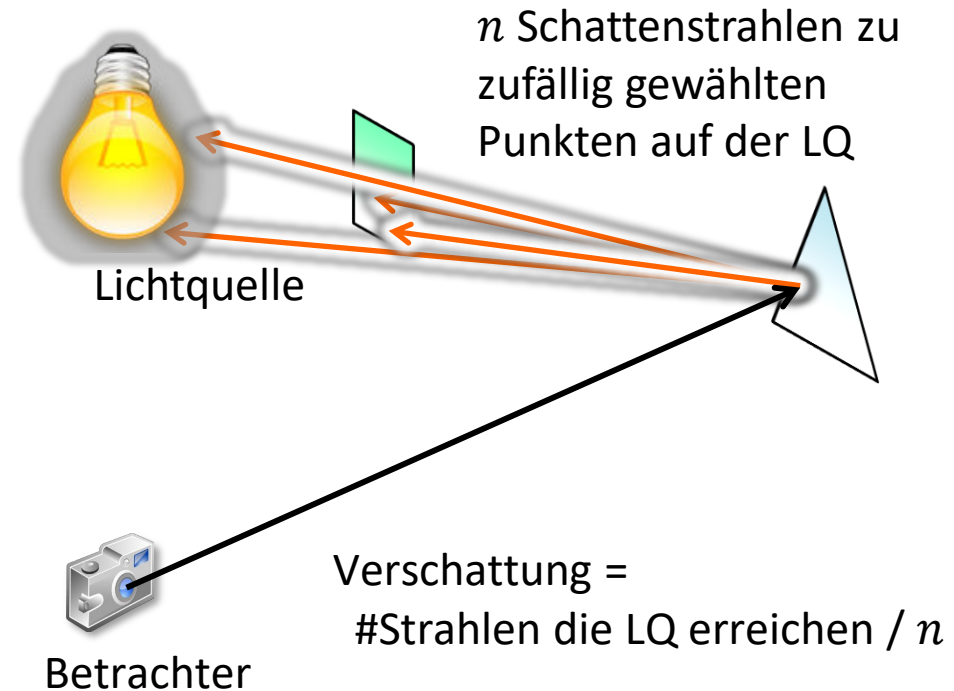 n Schattenstrahlen zu
zufällig gewählten
Punkten auf der LQ
Lichtquelle
Verschattung =
#Strahlen die LQ erreichen / n
Betrachter